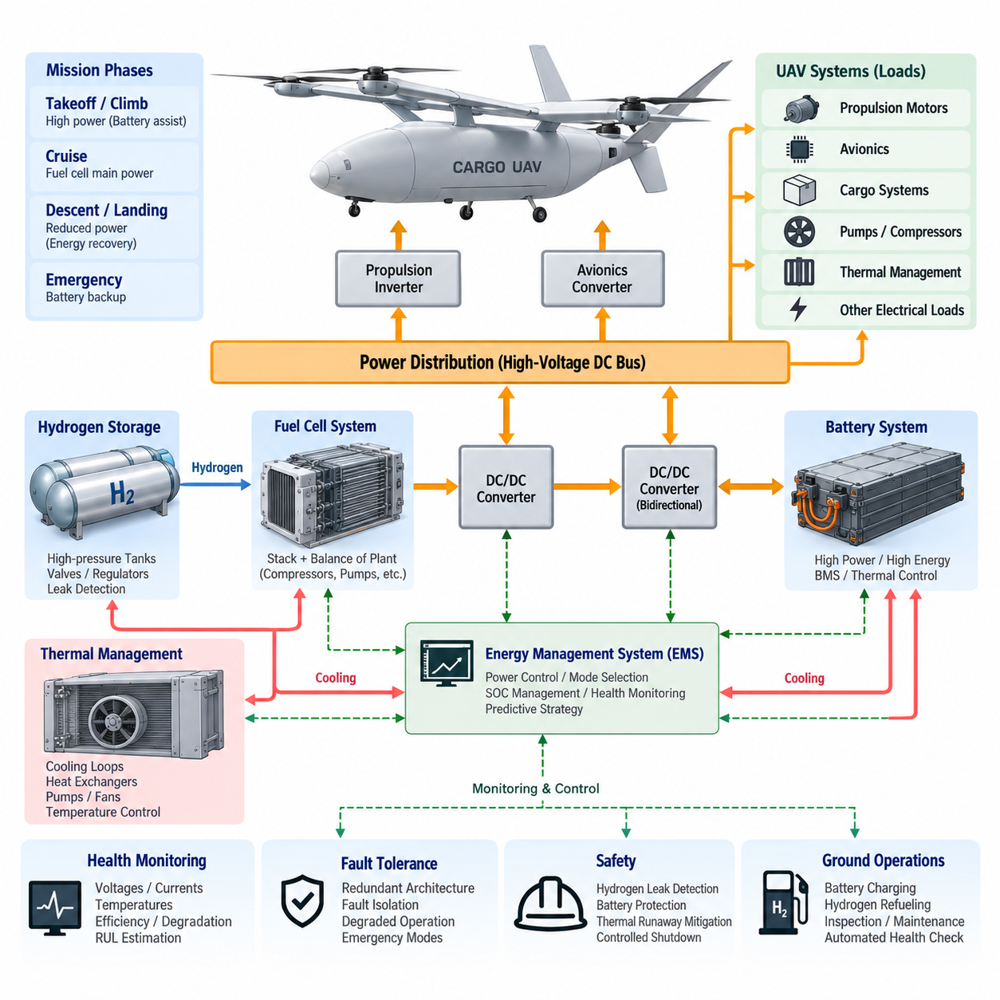 Mission Phases
Takeoff / Climb
High power (Battery assist)
Cruise
Fuel cell main power
Descent / Landing
Reduced power
(Energy recovery)
Emergency
Battery backup
CARGO UAV
UAV Systems (Loads)
Propulsion Motors
Avionics
Cargo Systems
Pumps / Compressors
Thermal Management
Other Electrical Loads
Propulsion
Inverter
Avionics
Converter
Power Distribution (High-Voltage DC Bus)
Hydrogen Storage
H2
High-pressure Tanks
Valves / Regulators
Leak Detection
Hydrogen
Fuel Cell System
Stack + Balance of Plant
(Compressors, Pumps, etc.)
DC/DC
Converter
DC/DC
Converter
(Bidirectional)
Battery System
High Power / High Energy
BMS / Thermal Control
Thermal Management
Cooling Loops
Heat Exchangers
Pumps / Fans
Temperature Control
Cooling
Energy Management System (EMS)
Power Control / Mode Selection
SOC Management / Health Monitoring
Predictive Strategy
Cooling
Monitoring & Control
Health Monitoring
Voltages / Currents
Temperatures
Efficiency / Degradation
RUL Estimation
Fault Tolerance
Redundant Architecture
Fault Isolation
Degraded Operation
Emergency Modes
Safety
Hydrogen Leak Detection
Battery Protection
Thermal Runaway Mitigation
Controlled Shutdown
Ground Operations
H2
Battery Charging
Hydrogen Refueling
Inspection / Maintenance
Automated Health Check